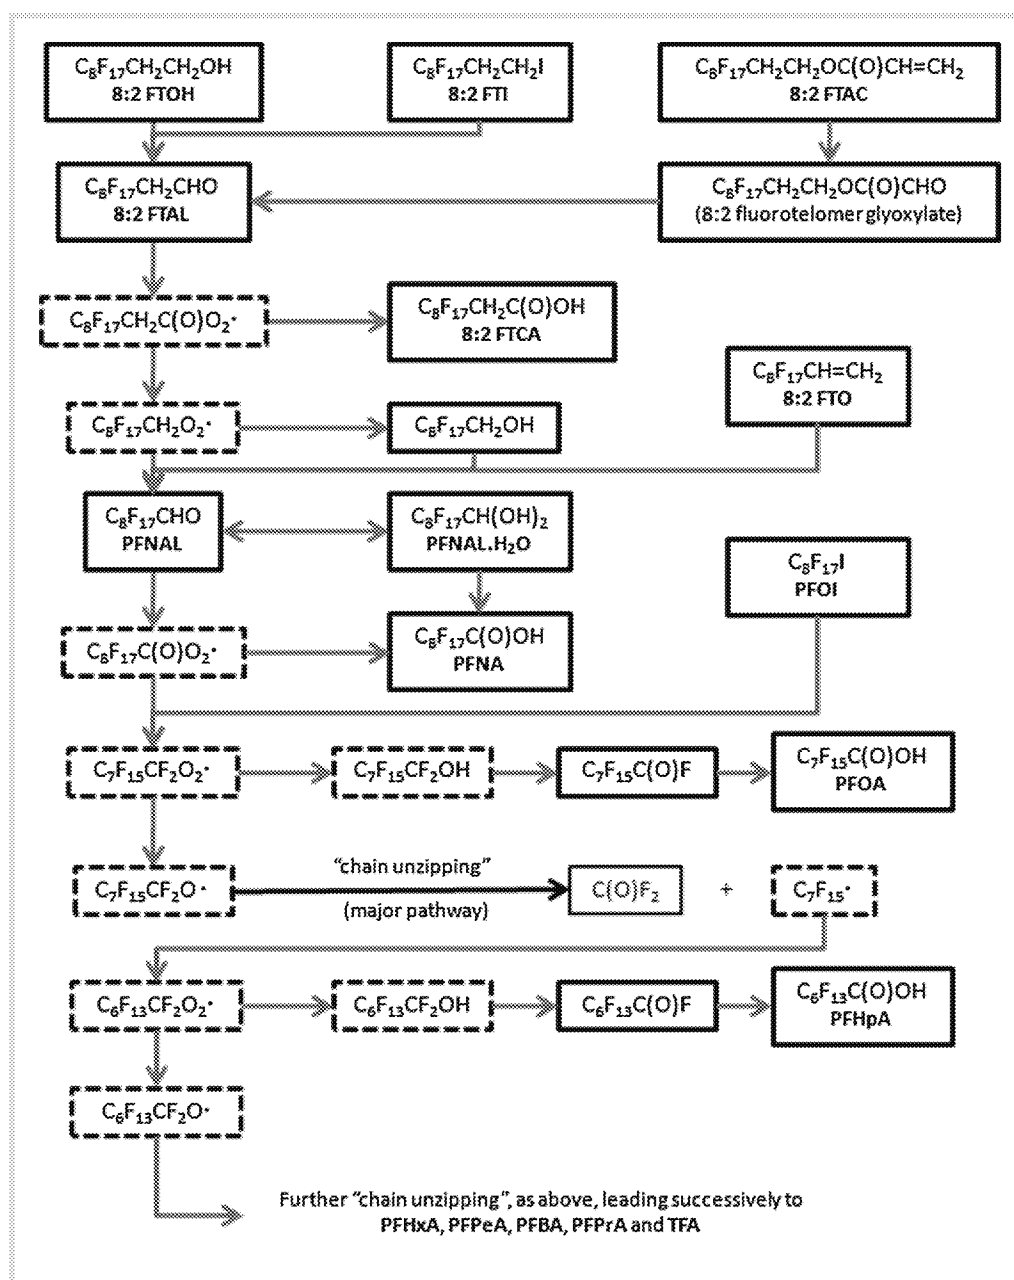 C₈F₁₇CH₂CH₂OH
8:2 FTOH
C₈F₁₇CH₂CH₂I
8:2 FTI
C₈F₁₇CH₂CH₂OC(O)CH=CH₂
8:2 FTAC
C₈F₁₇CH₂CHO
8:2 FTAL
C₈F₁₇CH₂CH₂OC(O)CHO
(8:2 fluorotelomer glyoxylate)
C₈F₁₇CH₂C(O)O₂•
C₈F₁₇CH₂C(O)OH
8:2 FTCA
C₈F₁₇CH=CH₂
8:2 FTO
C₈F₁₇CH₂O₂•
C₈F₁₇CH₂OH
C₈F₁₇CHO
PFNAL
C₈F₁₇CH(OH)₂
PFNAL.H₂O
C₈F₁₇I
PFOI
C₈F₁₇C(O)O₂•
C₈F₁₇C(O)OH
PFNA
C₇F₁₅CF₂O₂•
C₇F₁₅CF₂OH
C₇F₁₅C(O)F
C₇F₁₅C(O)OH
PFOA
C₇F₁₅CF₂O•
"chain unzipping"
(major pathway)
C(O)F₂
+
C₇F₁₅•
C₆F₁₃CF₂O₂•
C₆F₁₃CF₂OH
C₆F₁₃C(O)F
C₆F₁₃C(O)OH
PFHpA
C₆F₁₃CF₂O•
Further "chain unzipping", as above, leading successively to
PFHxA, PFPeA, PFBA, PFPrA and TFA